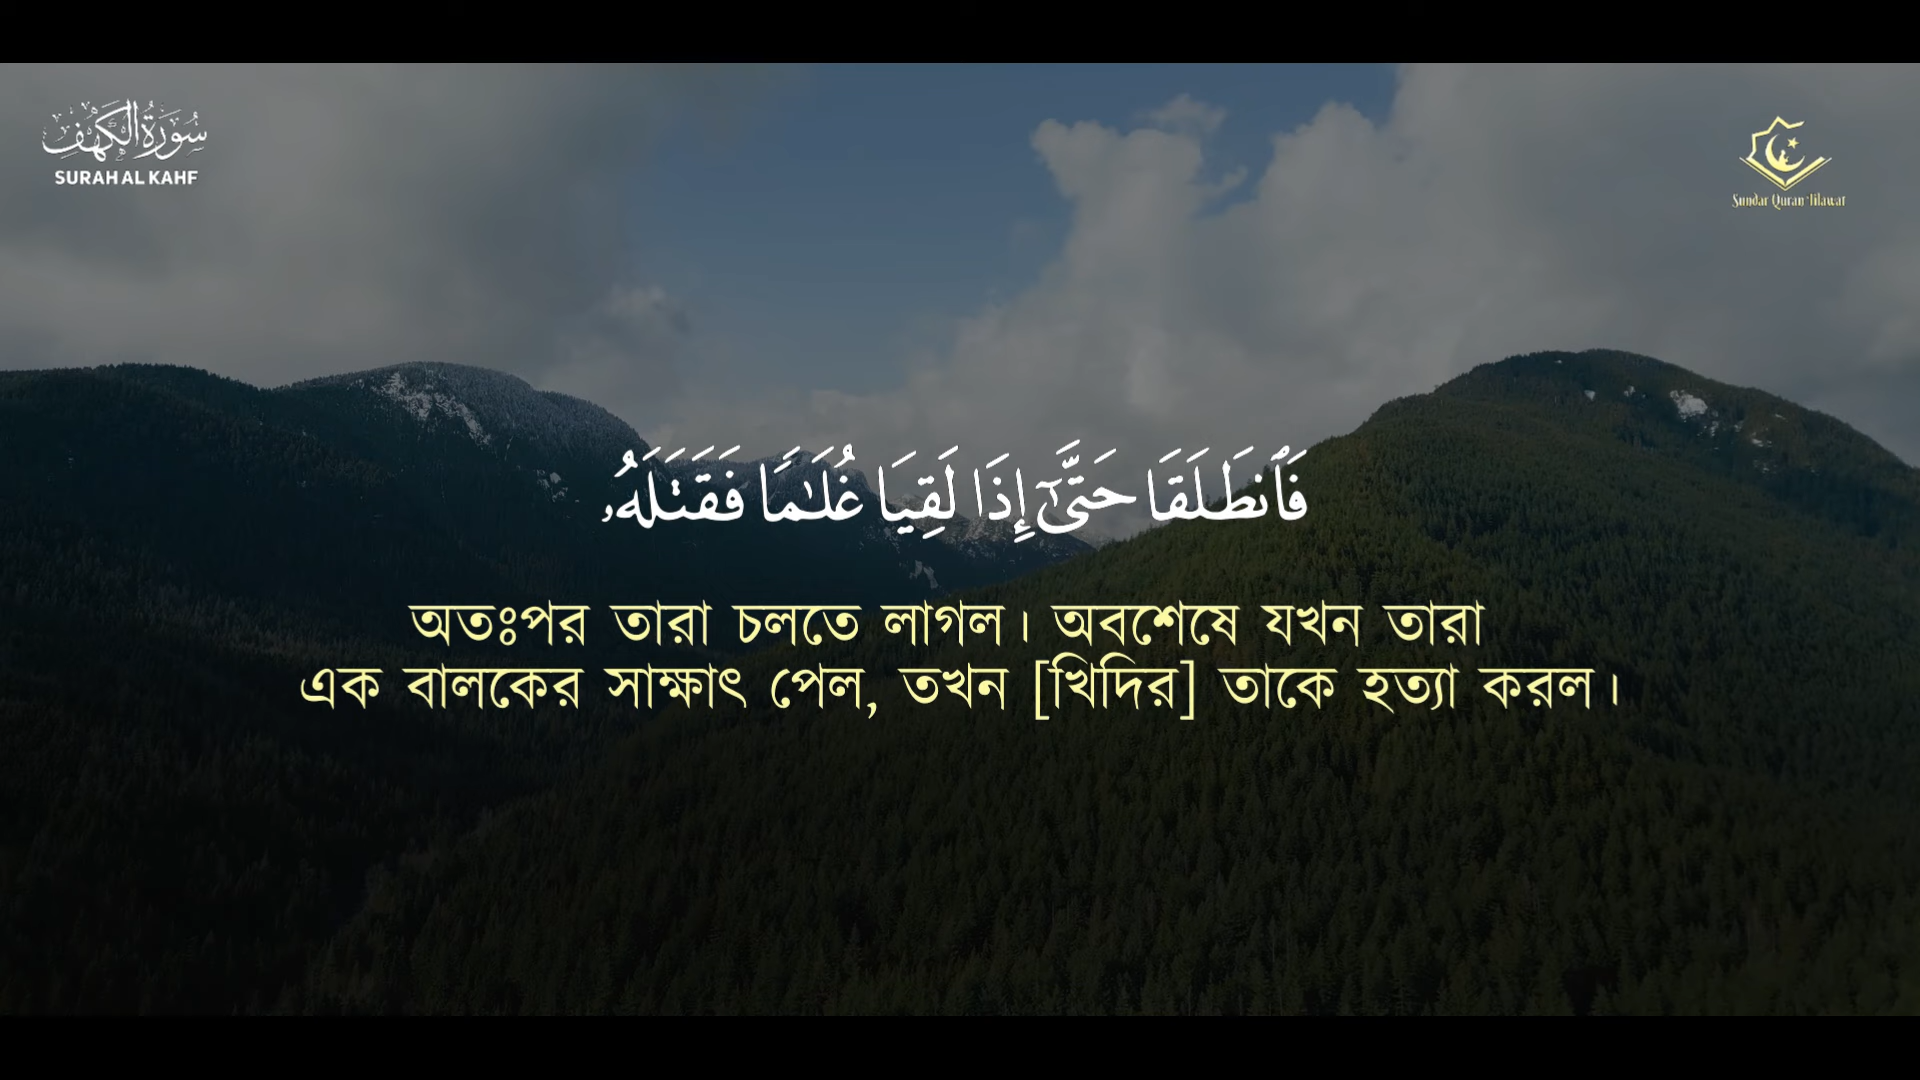 سُورَةُ الكَهْفِ
SURAH AL KAHF
Sundar Quran Tilawat
فَٱنطَلَقَا حَتَّىٰٓ إِذَا لَقِيَا غُلَـٰمًا فَقَتَلَهُۥ
অতঃপর তারা চলতে লাগল। অবশেষে যখন তারা
এক বালকের সাক্ষাৎ পেল, তখন [খিদির] তাকে হত্যা করল।